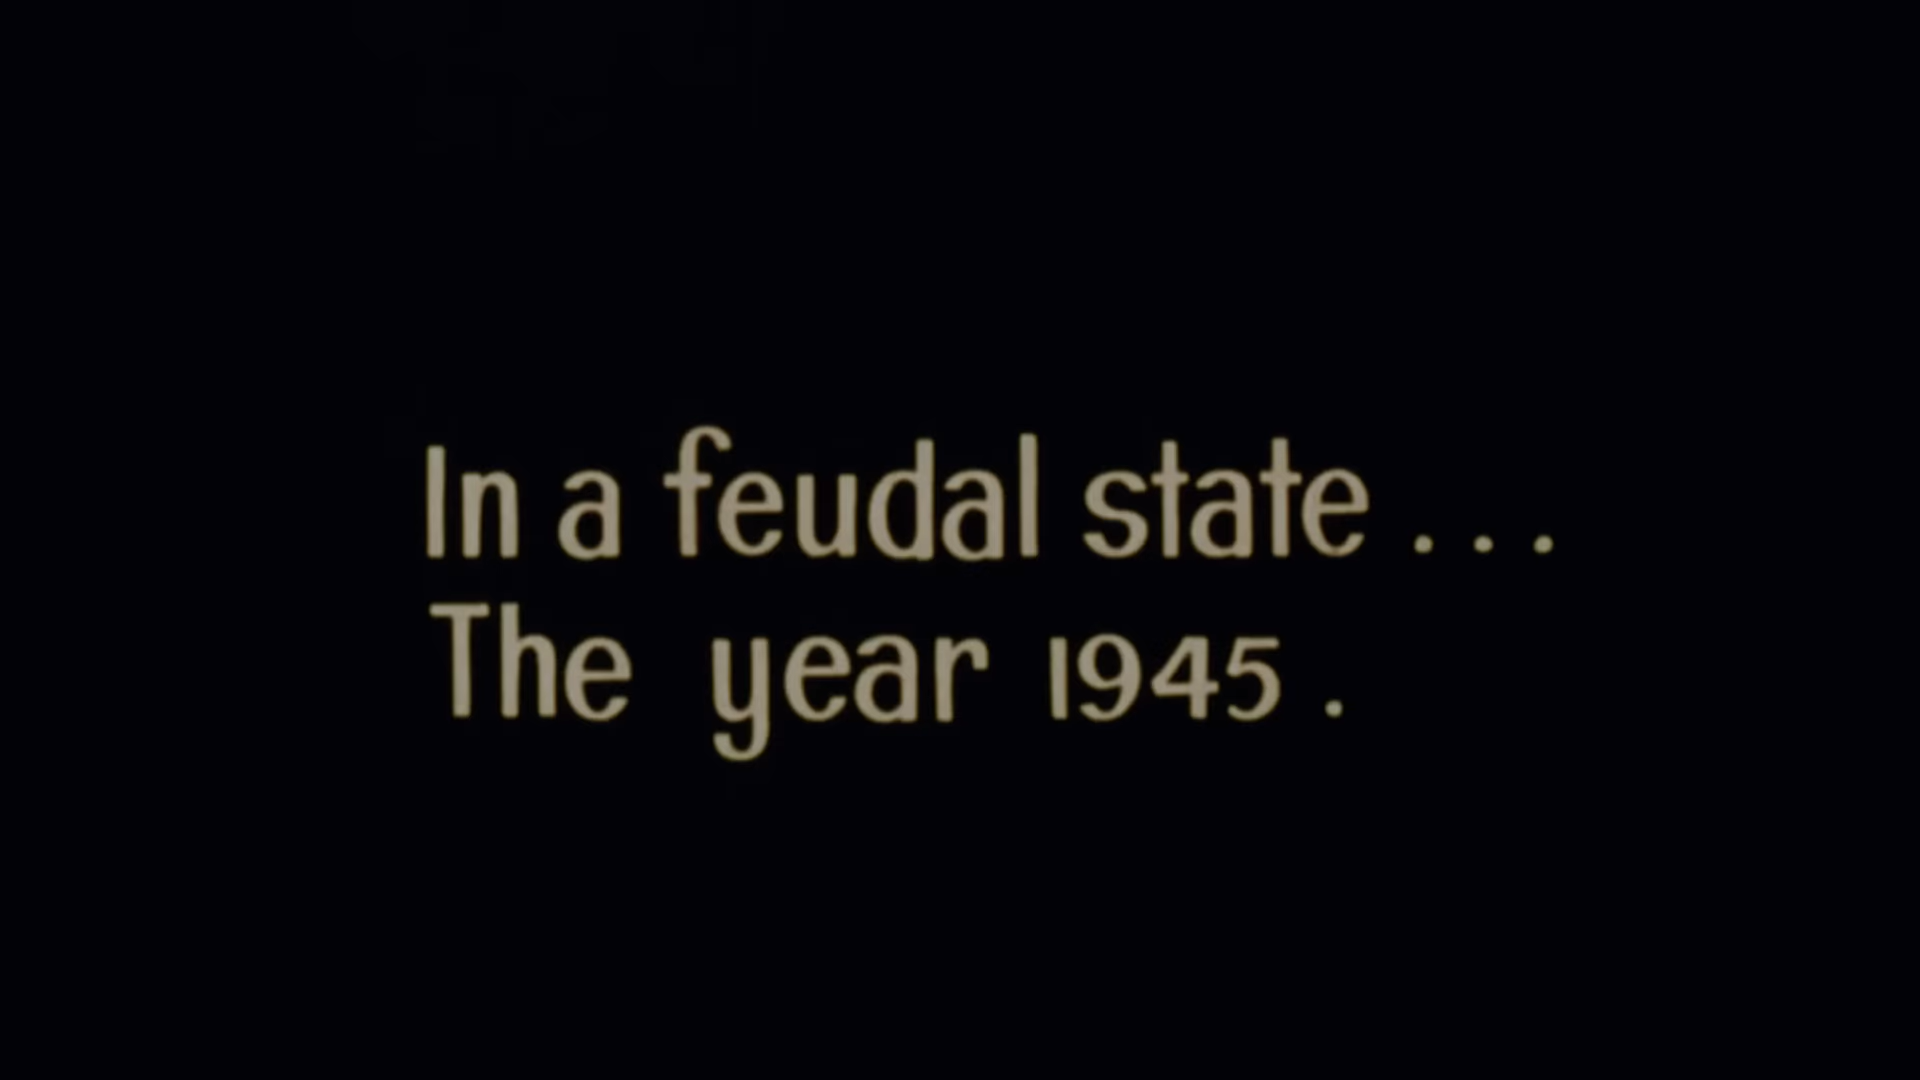 In a feudal state . . .
The year 1945 .